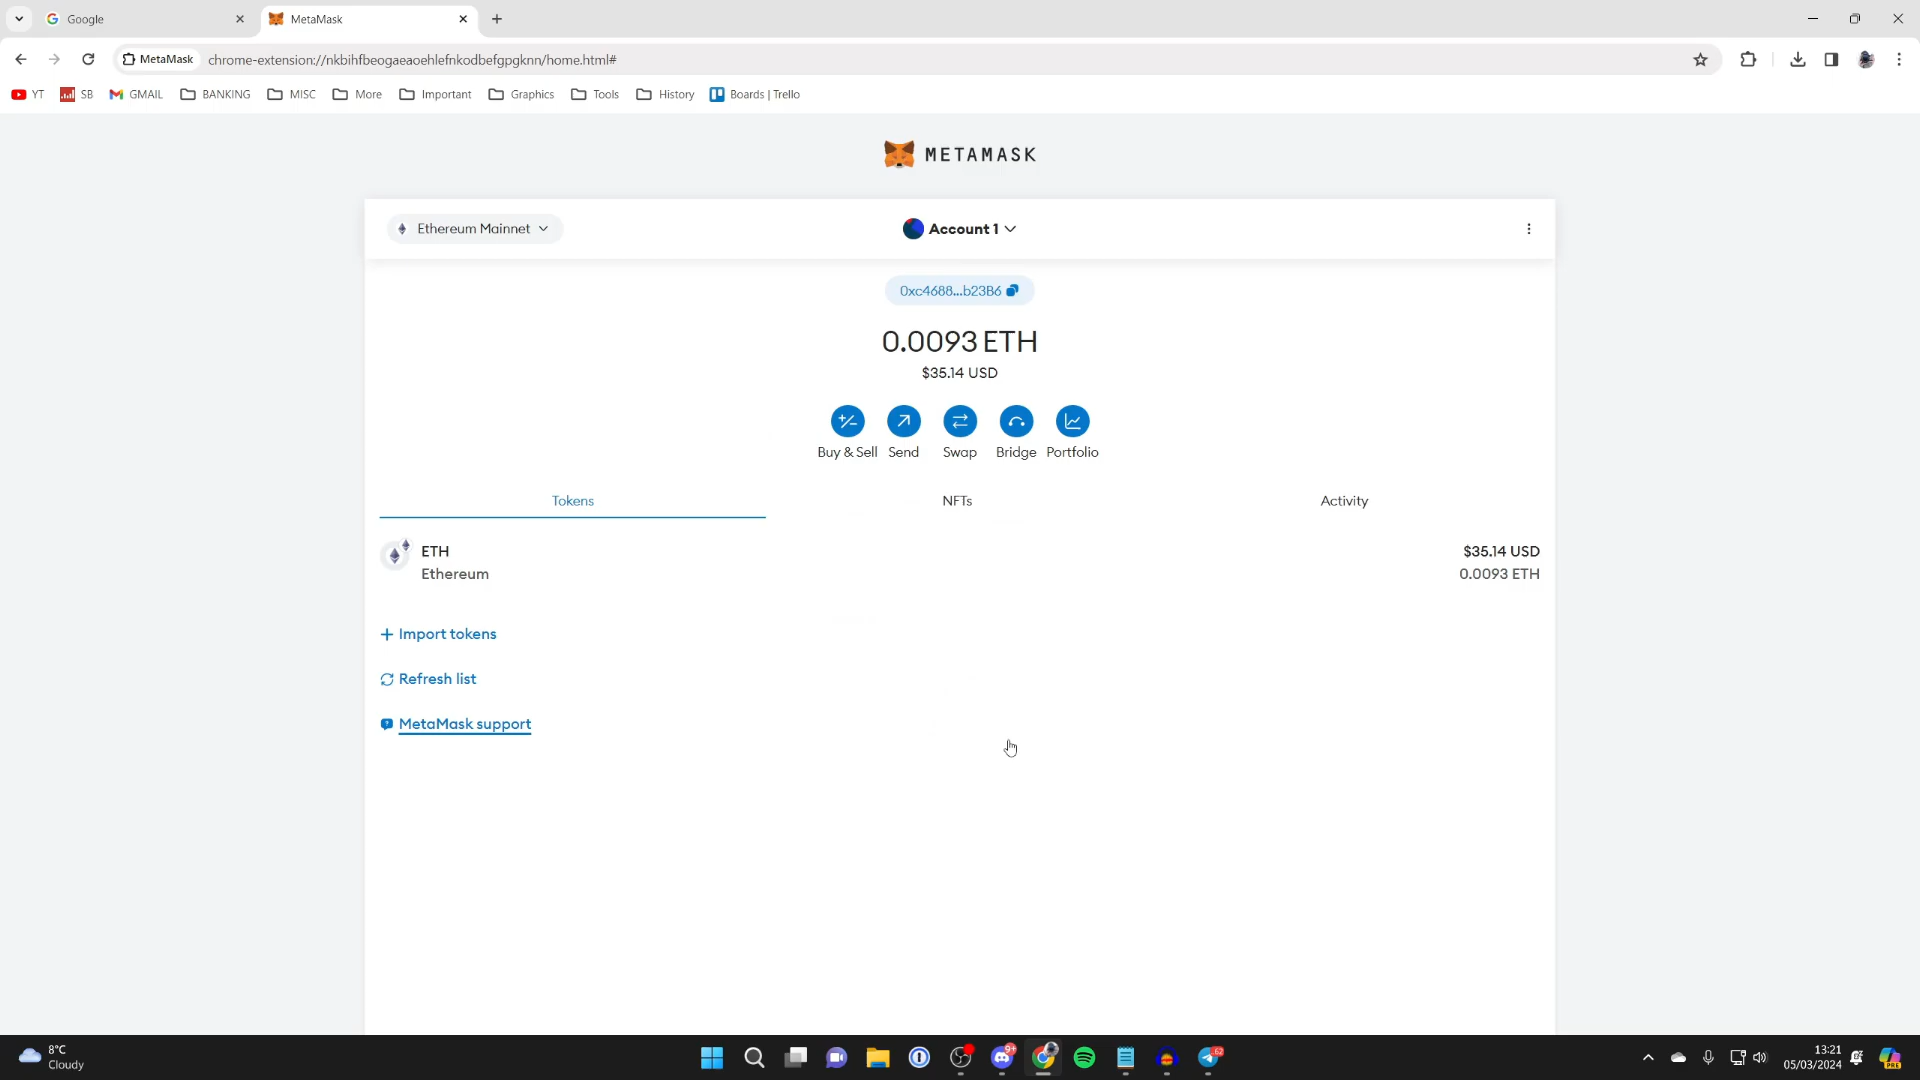 Google
MetaMask
MetaMask
chrome-extension://nkbihfbeogaeaoehlefnkodbefgpgknn/home.html#
YT
SB
GMAIL
BANKING
MISC
More
Important
Graphics
Tools
History
Boards | Trello
METAMASK
Ethereum Mainnet
Account 1
0xc4688...b23B6
0.0093 ETH
$35.14 USD
Buy & Sell
Send
Swap
Bridge
Portfolio
Tokens
NFTs
Activity
ETH
$35.14 USD
Ethereum
0.0093 ETH
Import tokens
Refresh list
MetaMask support
8°C
Cloudy
9+
62
PRE
13:21
05/03/2024